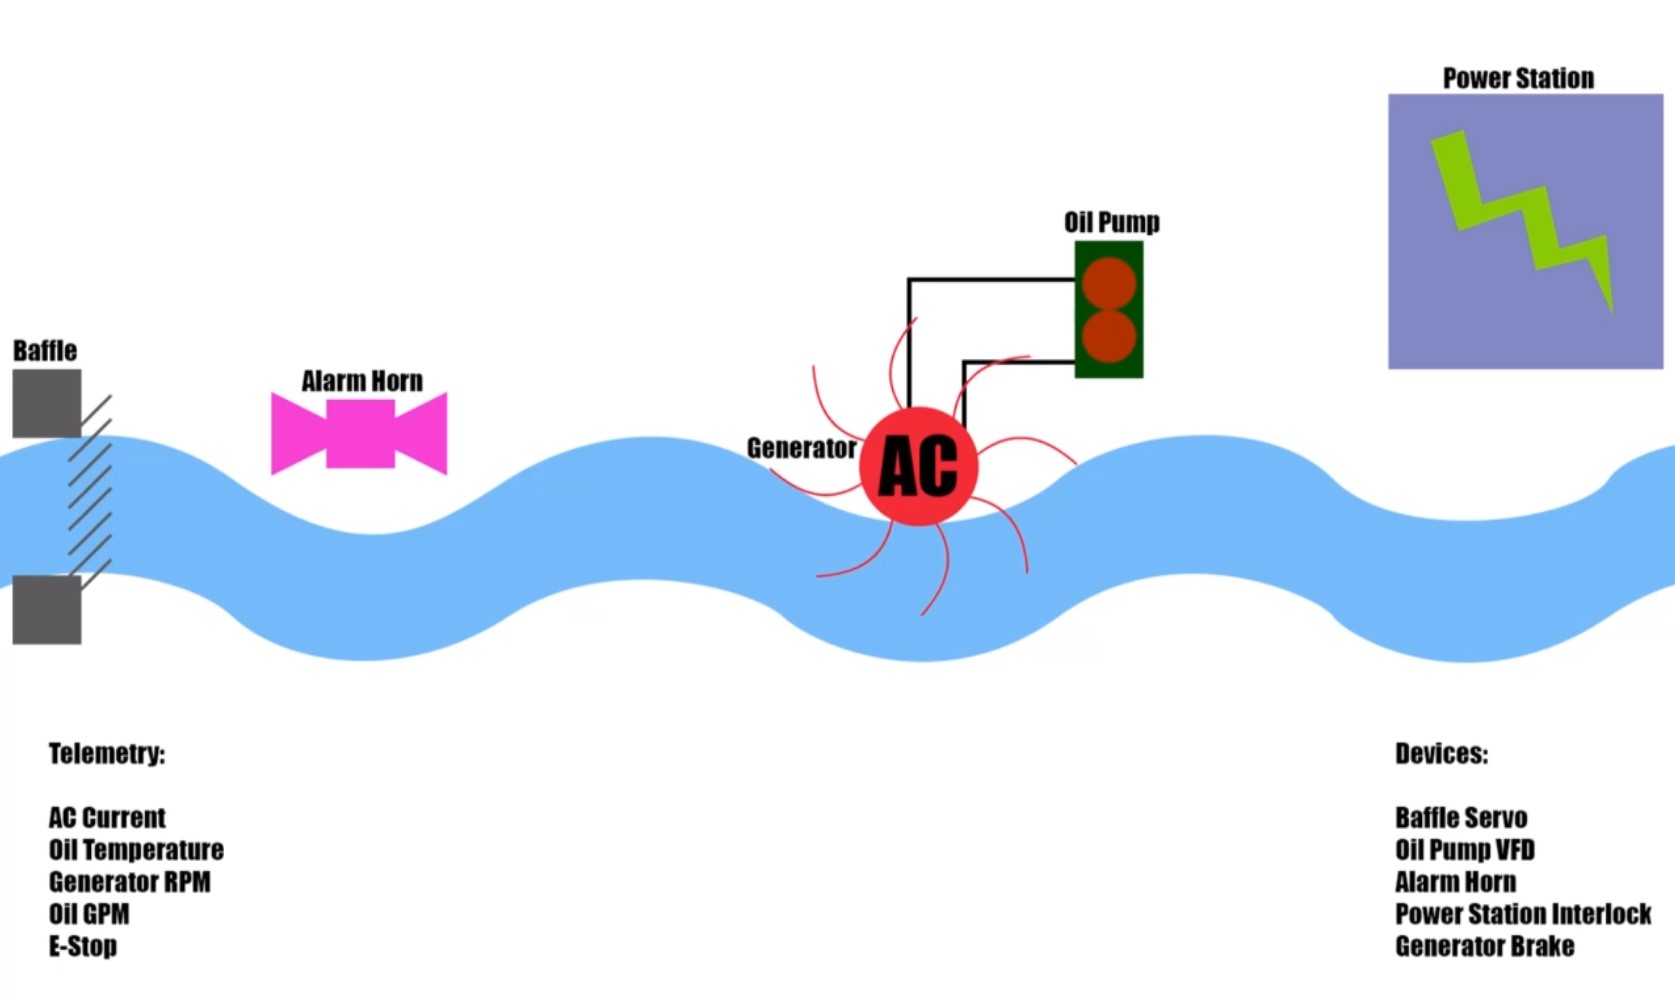 Power Station
Oil Pump
Baffle
Alarm Horn
Generator
AC
Telemetry:
AC Current
Oil Temperature
Generator RPM
Oil GPM
E-Stop
Devices:
Baffle Servo
Oil Pump VFD
Alarm Horn
Power Station Interlock
Generator Brake